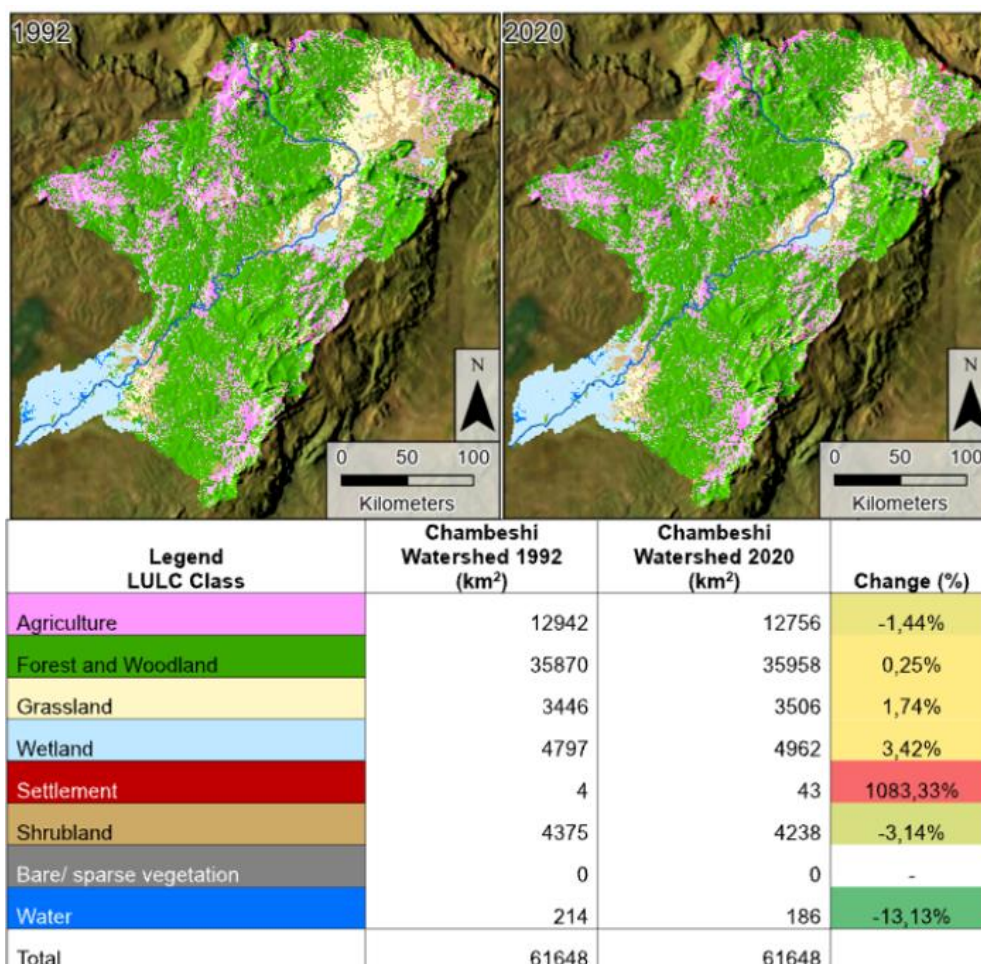 1992
2020
N
0 50 100
Kilometers
N
0 50 100
Kilometers
Legend
LULC Class
Chambeshi
Watershed 1992
(km²)
Chambeshi
Watershed 2020
(km²)
Change (%)
Agriculture 12942 12756 -1,44%
Forest and Woodland 35870 35958 0,25%
Grassland 3446 3506 1,74%
Wetland 4797 4962 3,42%
Settlement 4 43 1083,33%
Shrubland 4375 4238 -3,14%
Bare/ sparse vegetation 0 0 -
Water 214 186 -13,13%
Total 61648 61648